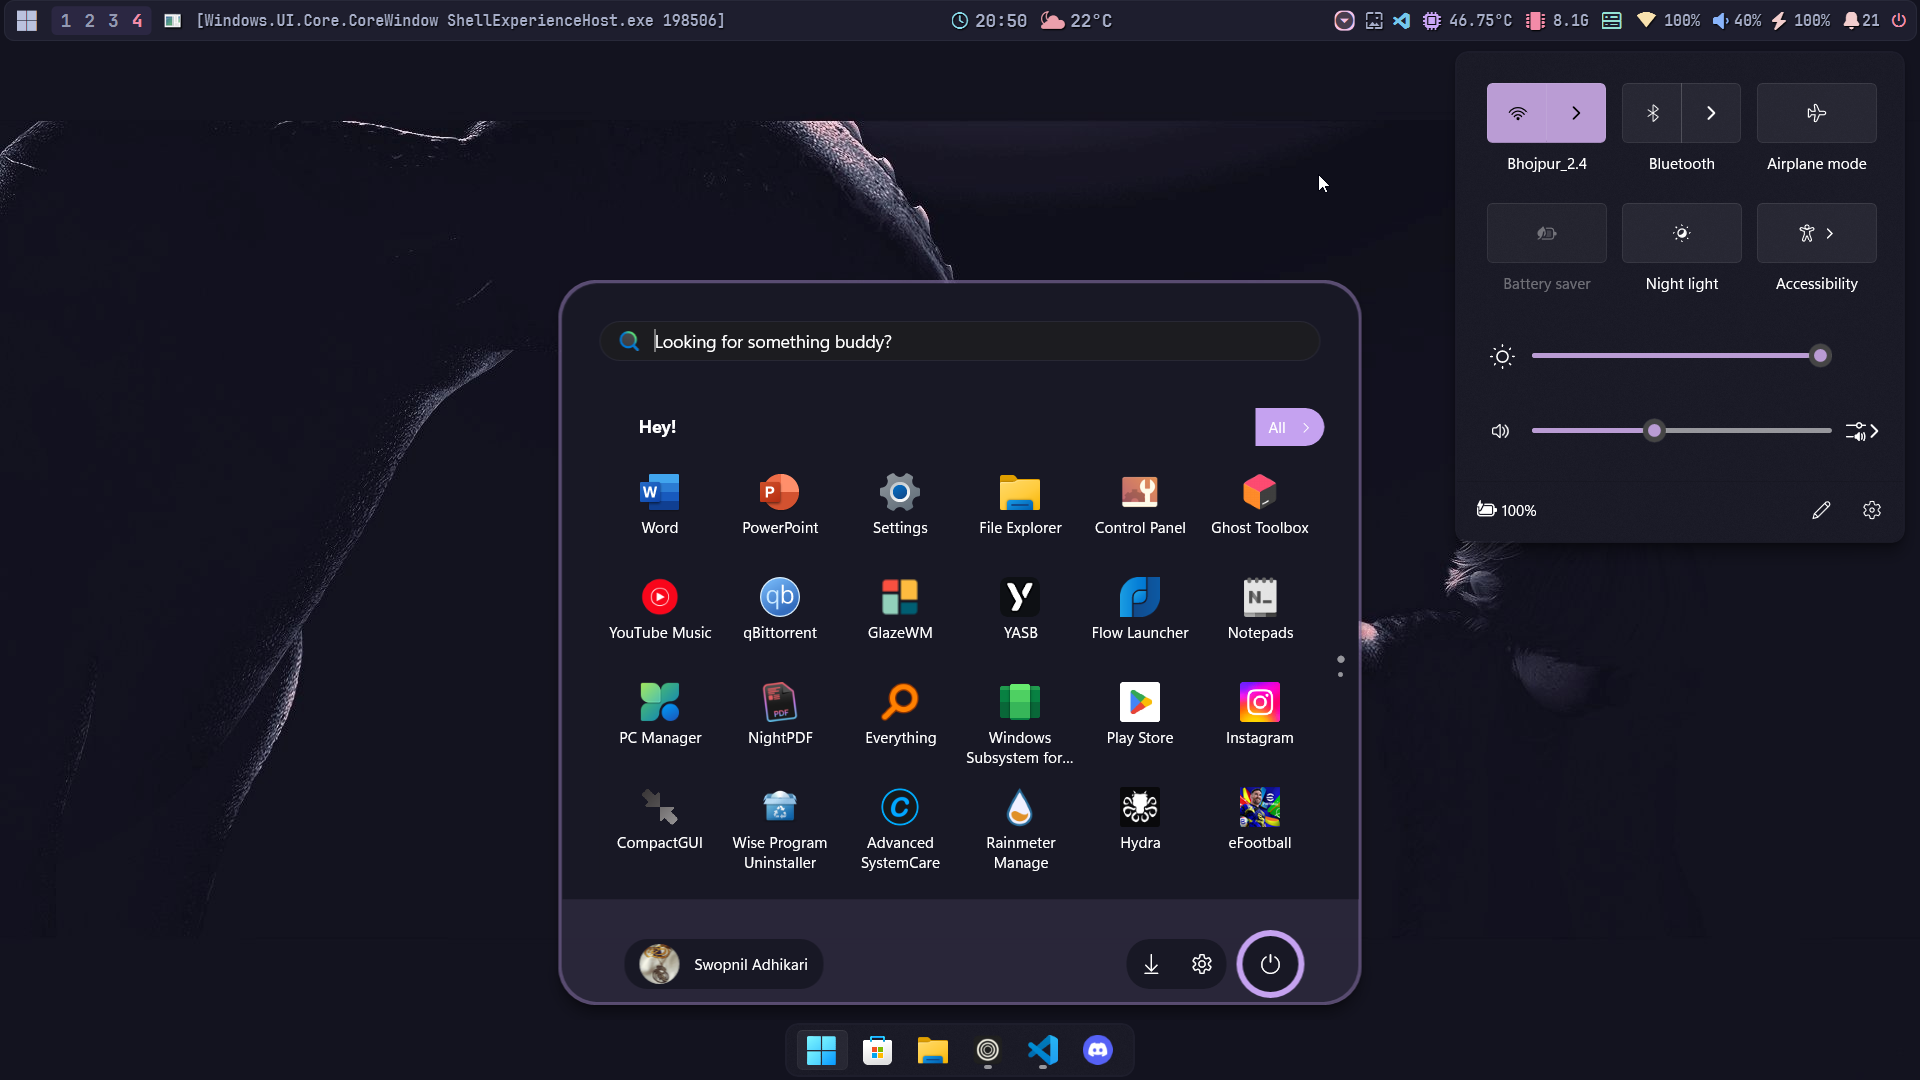 1 2 3 4 [Windows.UI.Core.CoreWindow ShellExperienceHost.exe 198506] 20:50 22°C 46.75°C 8.1G 100% 40% 100% 21
Bhojpur_2.4 Bluetooth Airplane mode
Battery saver Night light Accessibility
100%
Looking for something buddy?
Hey! All
Word PowerPoint Settings File Explorer Control Panel Ghost Toolbox
YouTube Music qBittorrent GlazeWM YASB Flow Launcher Notepads
PC Manager NightPDF Everything Windows Play Store Instagram
Subsystem for...
CompactGUI Wise Program Advanced Rainmeter Hydra eFootball
Uninstaller SystemCare Manage
Swopnil Adhikari